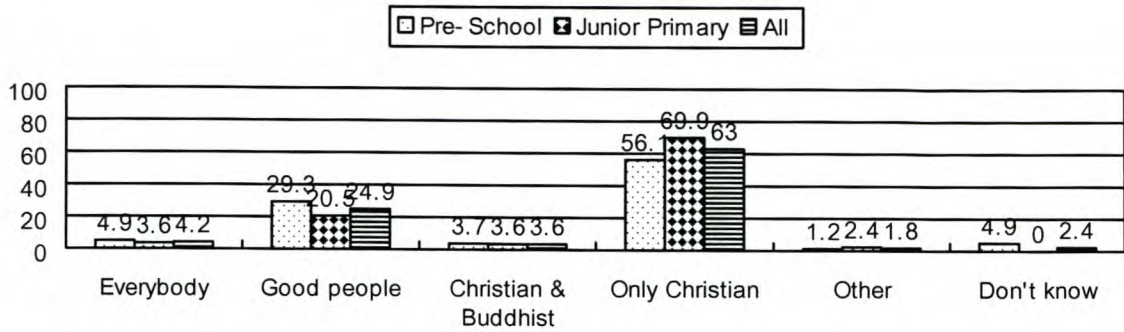 Pre- School Junior Primary All
100
80
60
40
20
0
4.9 3.6 4.2
29.3 20.5 24.9
3.7 3.6 3.6
56.1 69.9 63
1.2 2.4 1.8
4.9 0 2.4
Everybody Good people Christian & Buddhist Only Christian Other Don't know